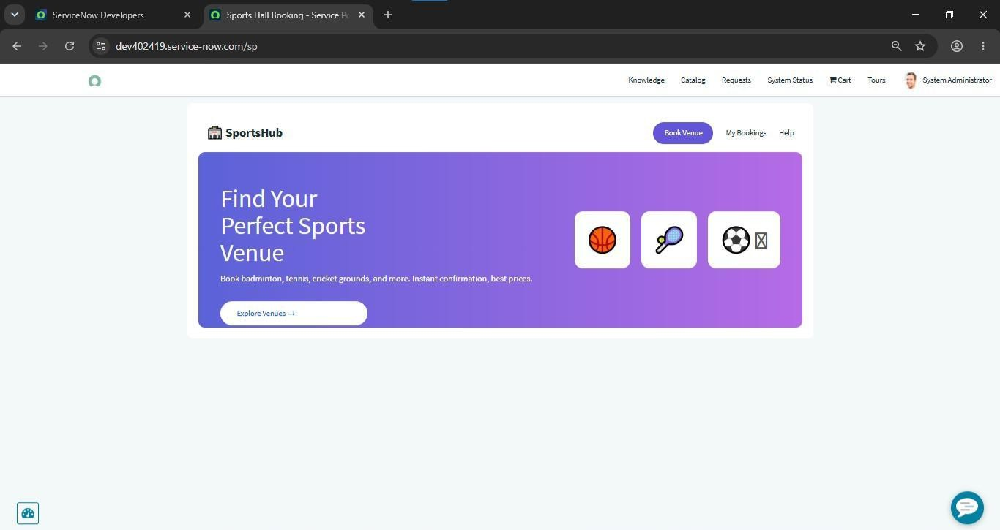 ServiceNow Developers
Sports Hall Booking - Service Po
dev402419.service-now.com/sp
Knowledge
Catalog
Requests
System Status
Cart
Tours
System Administrator
SportsHub
Book Venue
My Bookings
Help
Find Your
Perfect Sports
Venue
Book badminton, tennis, cricket grounds, and more. Instant confirmation, best prices.
Explore Venues →